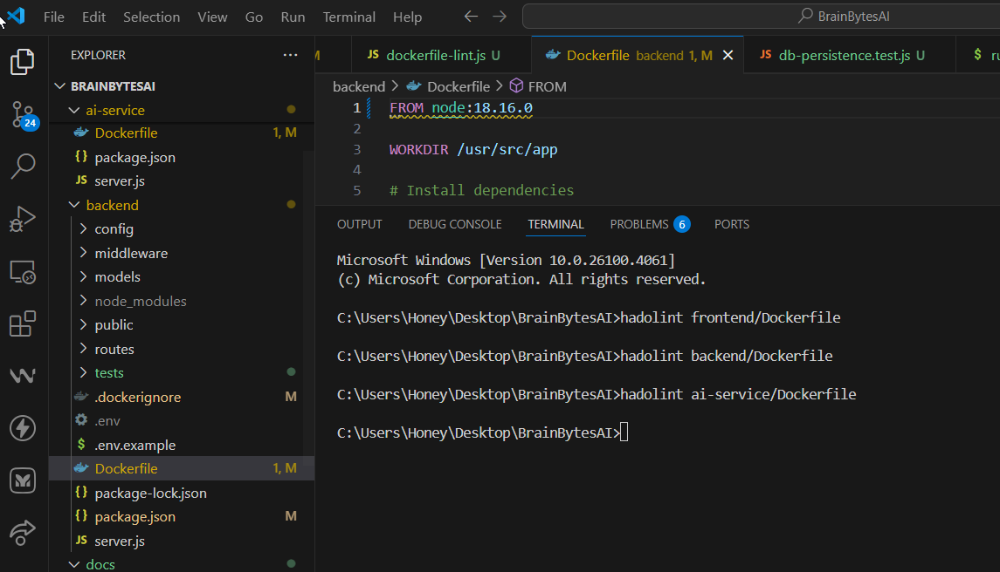 File Edit Selection View Go Run Terminal Help
BrainBytesAI
EXPLORER
M
JS dockerfile-lint.js U
Dockerfile backend 1, M
JS db-persistence.test.js U
$
BRAINBYTESAI
ai-service
Dockerfile 1, M
{} package.json
JS server.js
backend
config
middleware
models
node_modules
public
routes
tests
.dockerignore M
.env
$ .env.example
Dockerfile 1, M
{} package-lock.json
{} package.json M
JS server.js
docs
24
backend > Dockerfile > FROM
1 FROM node:18.16.0
2
3 WORKDIR /usr/src/app
4
5 # Install dependencies
OUTPUT DEBUG CONSOLE TERMINAL PROBLEMS 6 PORTS
Microsoft Windows [Version 10.0.26100.4061]
(c) Microsoft Corporation. All rights reserved.
C:\Users\Honey\Desktop\BrainBytesAI>hadolint frontend/Dockerfile
C:\Users\Honey\Desktop\BrainBytesAI>hadolint backend/Dockerfile
C:\Users\Honey\Desktop\BrainBytesAI>hadolint ai-service/Dockerfile
C:\Users\Honey\Desktop\BrainBytesAI>